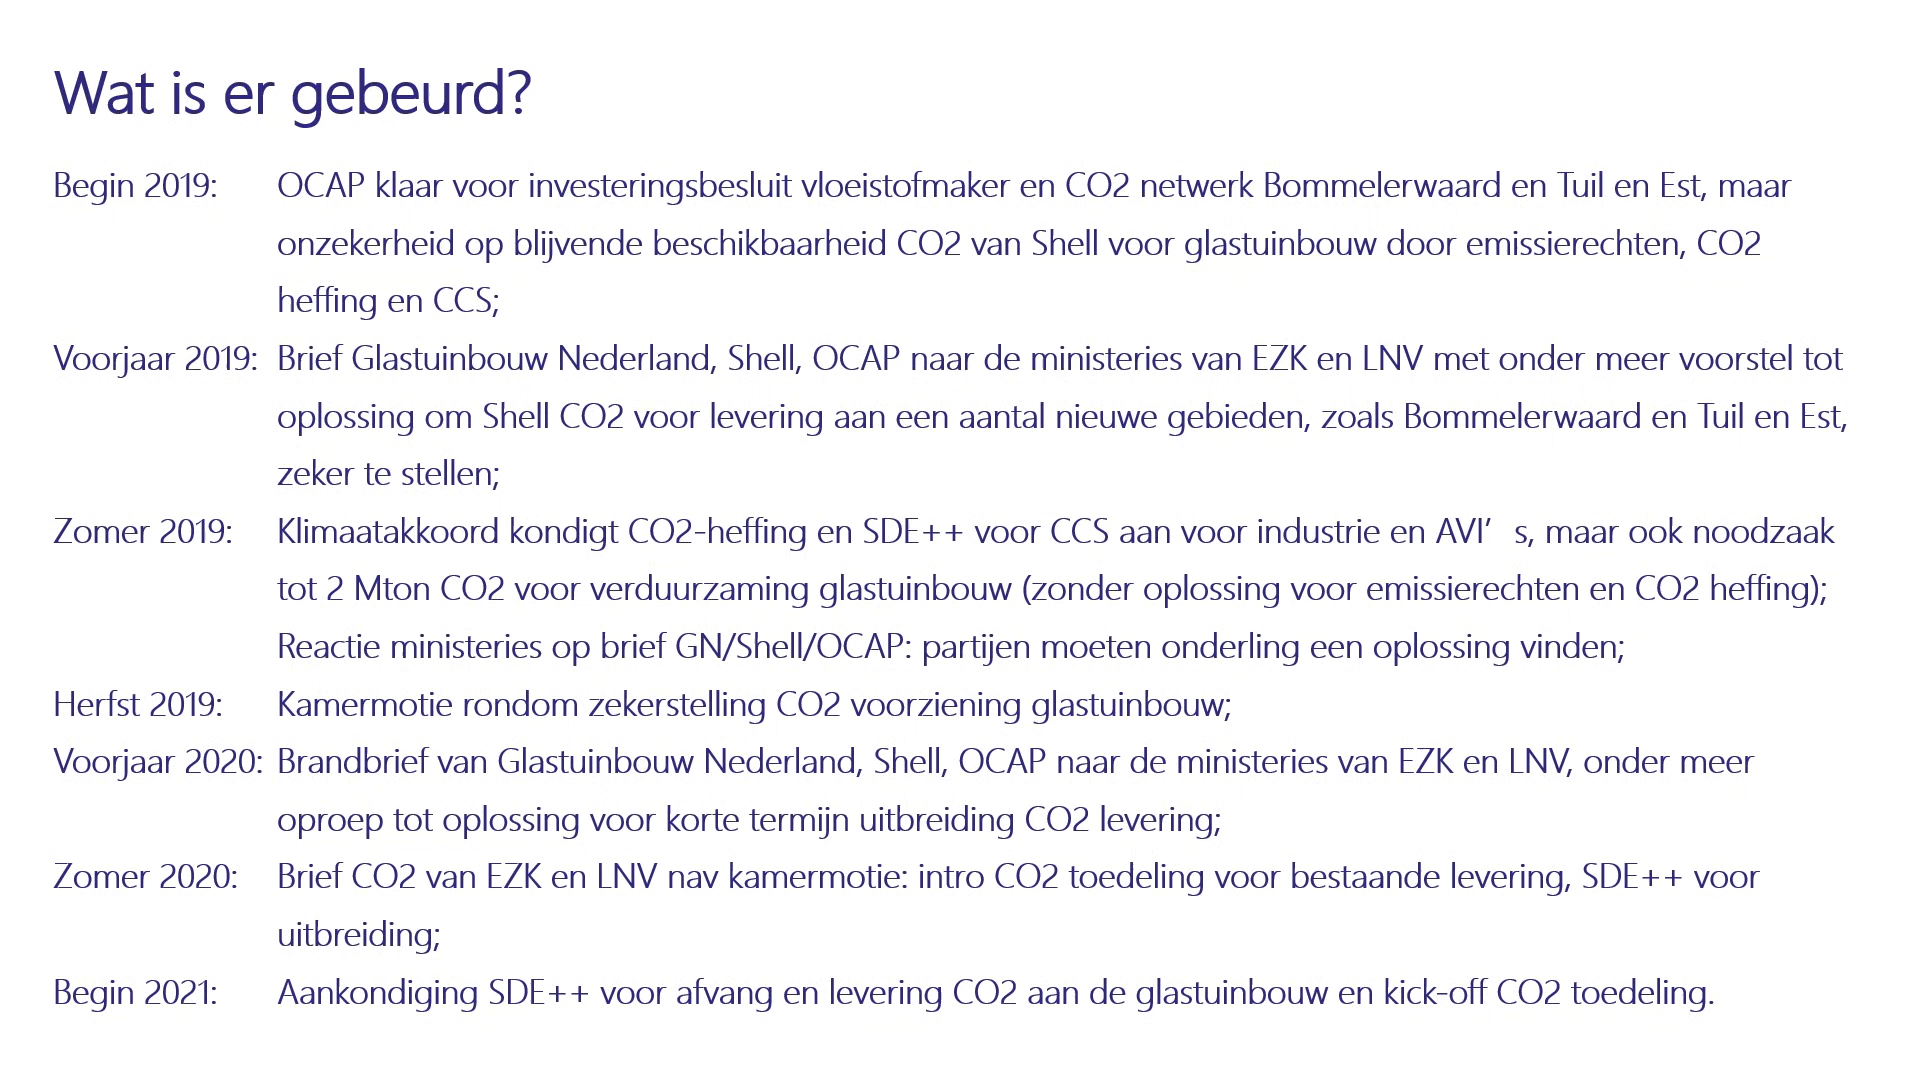 Wat is er gebeurd?
Begin 2019: OCAP klaar voor investeringsbesluit vloeistofmaker en CO2 netwerk Bommelerwaard en Tuil en Est, maar
onzekerheid op blijvende beschikbaarheid CO2 van Shell voor glastuinbouw door emissierechten, CO2
heffing en CCS;
Voorjaar 2019: Brief Glastuinbouw Nederland, Shell, OCAP naar de ministeries van EZK en LNV met onder meer voorstel tot
oplossing om Shell CO2 voor levering aan een aantal nieuwe gebieden, zoals Bommelerwaard en Tuil en Est,
zeker te stellen;
Zomer 2019: Klimaatakkoord kondigt CO2-heffing en SDE++ voor CCS aan voor industrie en AVI’s, maar ook noodzaak
tot 2 Mton CO2 voor verduurzaming glastuinbouw (zonder oplossing voor emissierechten en CO2 heffing);
Reactie ministeries op brief GN/Shell/OCAP: partijen moeten onderling een oplossing vinden;
Herfst 2019: Kamermotie rondom zekerstelling CO2 voorziening glastuinbouw;
Voorjaar 2020: Brandbrief van Glastuinbouw Nederland, Shell, OCAP naar de ministeries van EZK en LNV, onder meer
oproep tot oplossing voor korte termijn uitbreiding CO2 levering;
Zomer 2020: Brief CO2 van EZK en LNV nav kamermotie: intro CO2 toedeling voor bestaande levering, SDE++ voor
uitbreiding;
Begin 2021: Aankondiging SDE++ voor afvang en levering CO2 aan de glastuinbouw en kick-off CO2 toedeling.